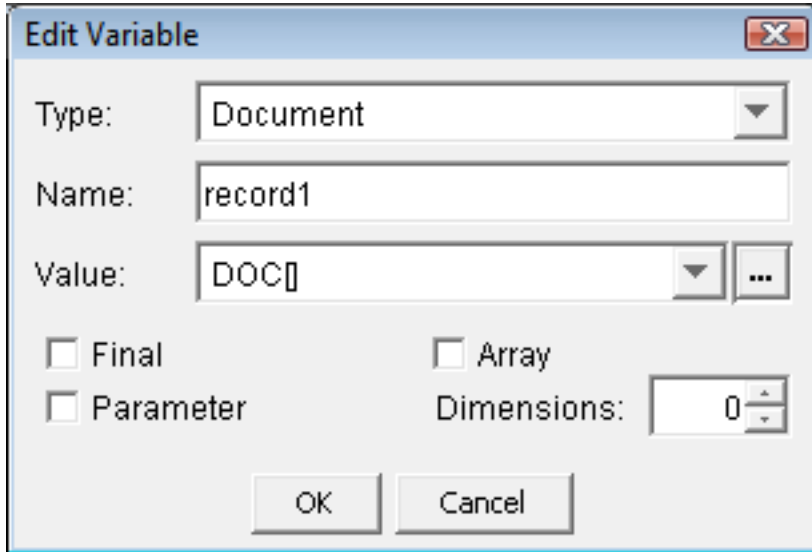 Edit Variable
Type: Document
Name: record1
Value: DOC[] ...
Final Array
Parameter Dimensions: 0
OK Cancel